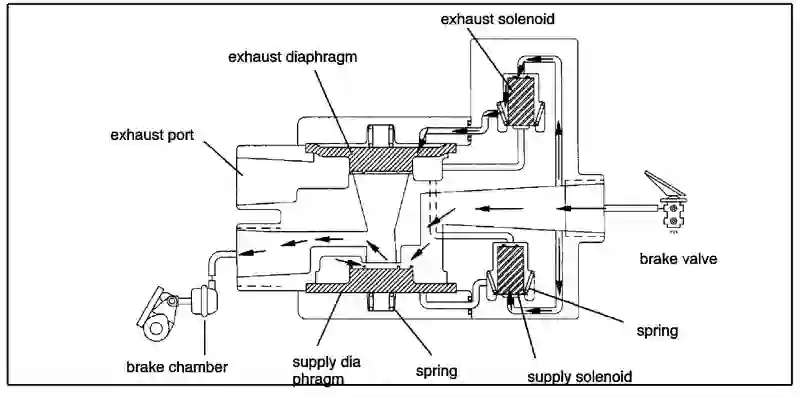 exhaust solenoid
exhaust diaphragm
exhaust port
brake valve
spring
brake chamber
supply dia
phragm
spring
supply solenoid